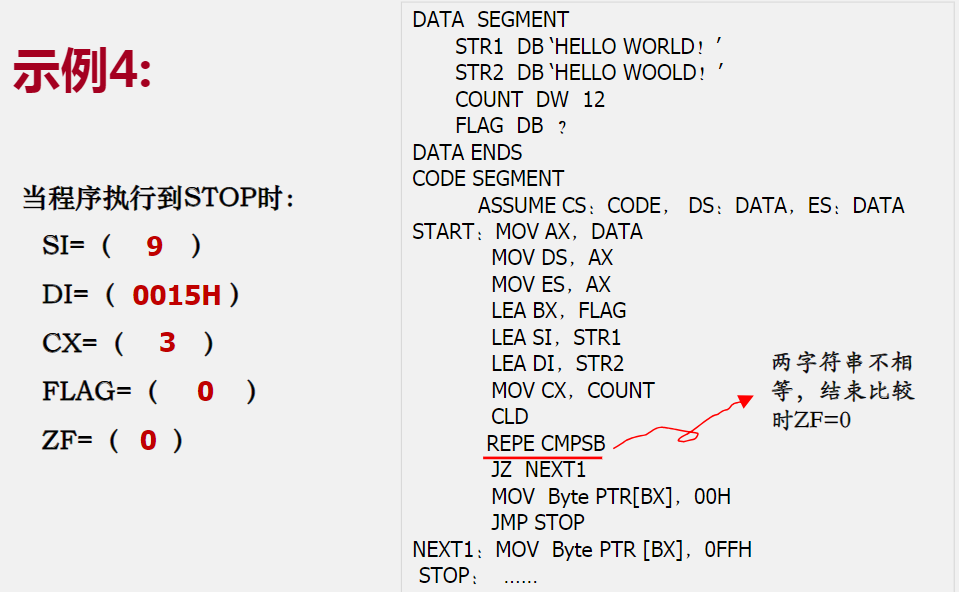 示例4:
当程序执行到STOP时：
SI=（ 9 ）
DI=（ 0015H ）
CX=（ 3 ）
FLAG=（ 0 ）
ZF=（ 0 ）
DATA SEGMENT
STR1 DB ‘HELLO WORLD！’
STR2 DB ‘HELLO WOOLD！’
COUNT DW 12
FLAG DB ？
DATA ENDS
CODE SEGMENT
ASSUME CS：CODE， DS：DATA，ES：DATA
START：MOV AX，DATA
MOV DS，AX
MOV ES，AX
LEA BX，FLAG
LEA SI，STR1
LEA DI，STR2
MOV CX，COUNT
CLD
REPE CMPSB
JZ NEXT1
MOV Byte PTR[BX]，00H
JMP STOP
NEXT1：MOV Byte PTR [BX]，0FFH
STOP： ……
两字符串不相
等，结束比较
时ZF=0